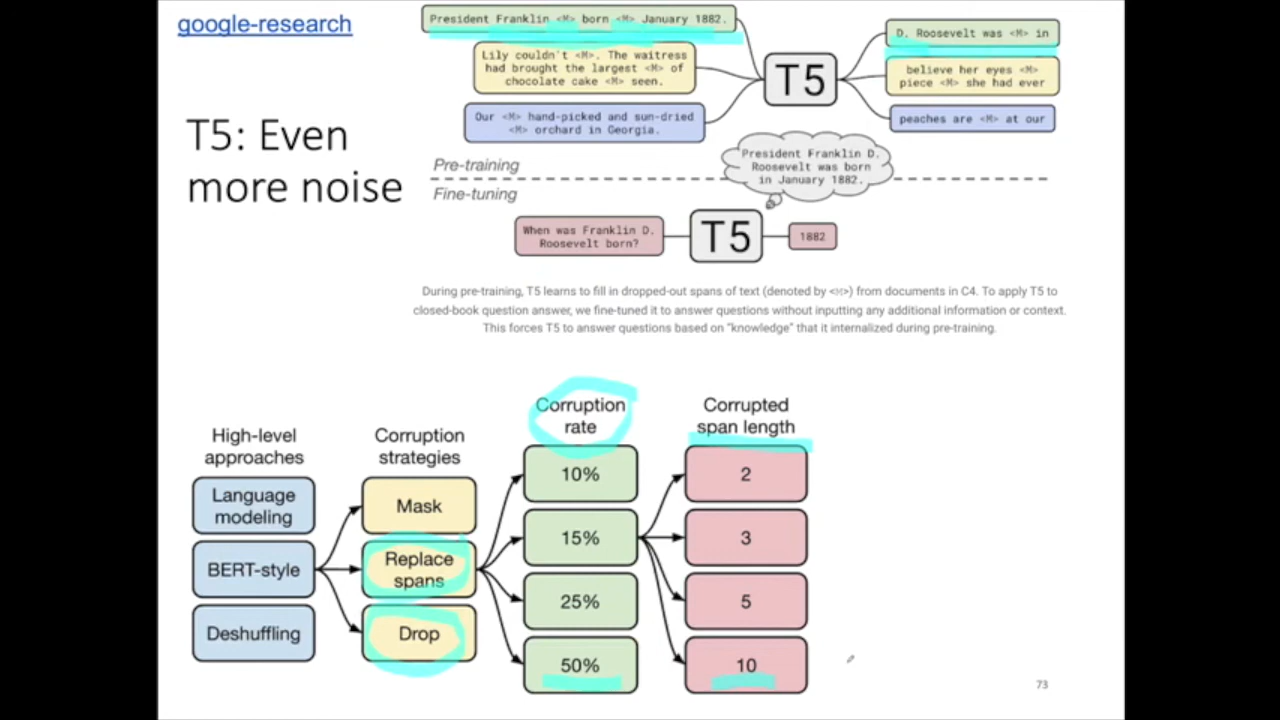 google-research
T5: Even
more noise
President Franklin <M> born <M> January 1882.
Lily couldn't <M>. The waitress
had brought the largest <M> of
chocolate cake <M> seen.
Our <M> hand-picked and sun-dried
<M> orchard in Georgia.
T5
D. Roosevelt was <M> in
believe her eyes <M>
piece <M> she had ever
peaches are <M> at our
Pre-training
President Franklin D.
Roosevelt was born
in January 1882.
Fine-tuning
When was Franklin D.
Roosevelt born?
T5
1882
During pre-training, T5 learns to fill in dropped-out spans of text (denoted by <M>) from documents in C4. To apply T5 to
closed-book question answer, we fine-tuned it to answer questions without inputting any additional information or context.
This forces T5 to answer questions based on “knowledge” that it internalized during pre-training.
High-level
approaches
Language
modeling
BERT-style
Deshuffling
Corruption
strategies
Mask
Replace
spans
Drop
Corruption
rate
10%
15%
25%
50%
Corrupted
span length
2
3
5
10
73